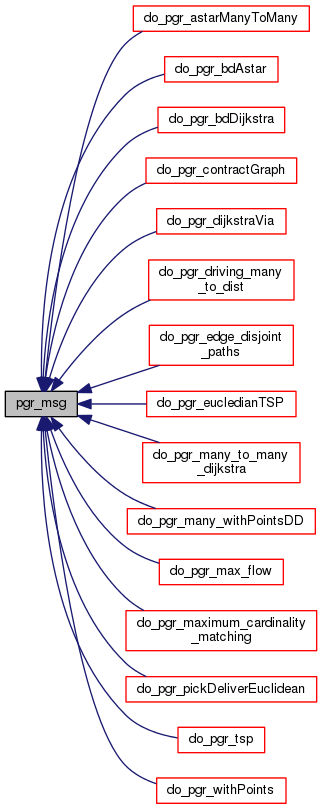 do_pgr_astarManyToMany
do_pgr_bdAstar
do_pgr_bdDijkstra
do_pgr_contractGraph
do_pgr_dijkstraVia
do_pgr_driving_many
_to_dist
do_pgr_edge_disjoint
_paths
pgr_msg
do_pgr_eucledianTSP
do_pgr_many_to_many
_dijkstra
do_pgr_many_withPointsDD
do_pgr_max_flow
do_pgr_maximum_cardinality
_matching
do_pgr_pickDeliverEuclidean
do_pgr_tsp
do_pgr_withPoints